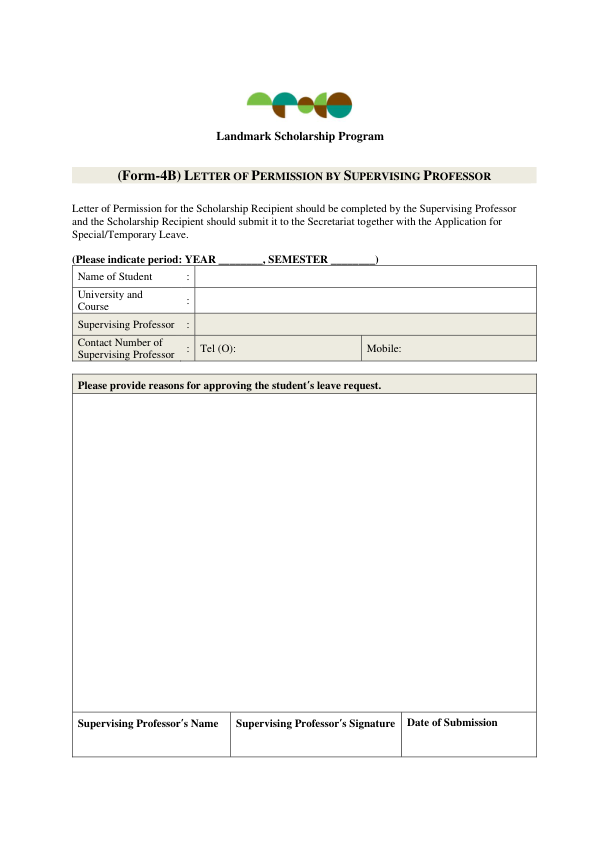 Landmark Scholarship Program
(Form-4B) LETTER OF PERMISSION BY SUPERVISING PROFESSOR
Letter of Permission for the Scholarship Recipient should be completed by the Supervising Professor
and the Scholarship Recipient should submit it to the Secretariat together with the Application for
Special/Temporary Leave.
(Please indicate period: YEAR ________, SEMESTER ________)
Name of Student :
University and
Course :
Supervising Professor :
Contact Number of
Supervising Professor : Tel (O): Mobile:
Please provide reasons for approving the student's leave request.
Supervising Professor's Name Supervising Professor's Signature Date of Submission